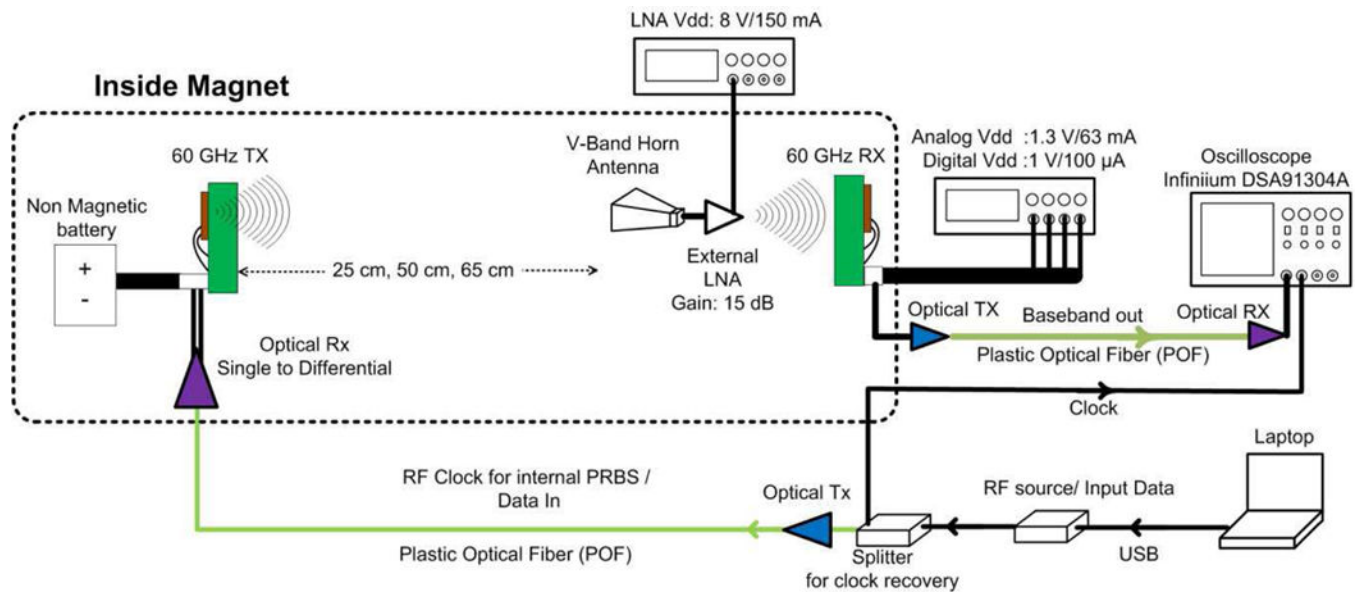 LNA Vdd: 8 V/150 mA
Inside Magnet
60 GHz TX
V-Band Horn
Antenna
60 GHz RX
Analog Vdd :1.3 V/63 mA
Digital Vdd :1 V/100 µA
Oscilloscope
Infiniium DSA91304A
Non Magnetic
battery
+
-
25 cm, 50 cm, 65 cm
External
LNA
Gain: 15 dB
Optical TX
Baseband out
Optical RX
Plastic Optical Fiber (POF)
Optical Rx
Single to Differential
Clock
Laptop
RF Clock for internal PRBS /
Data In
Optical Tx
RF source/ Input Data
Plastic Optical Fiber (POF)
Splitter
for clock recovery
USB